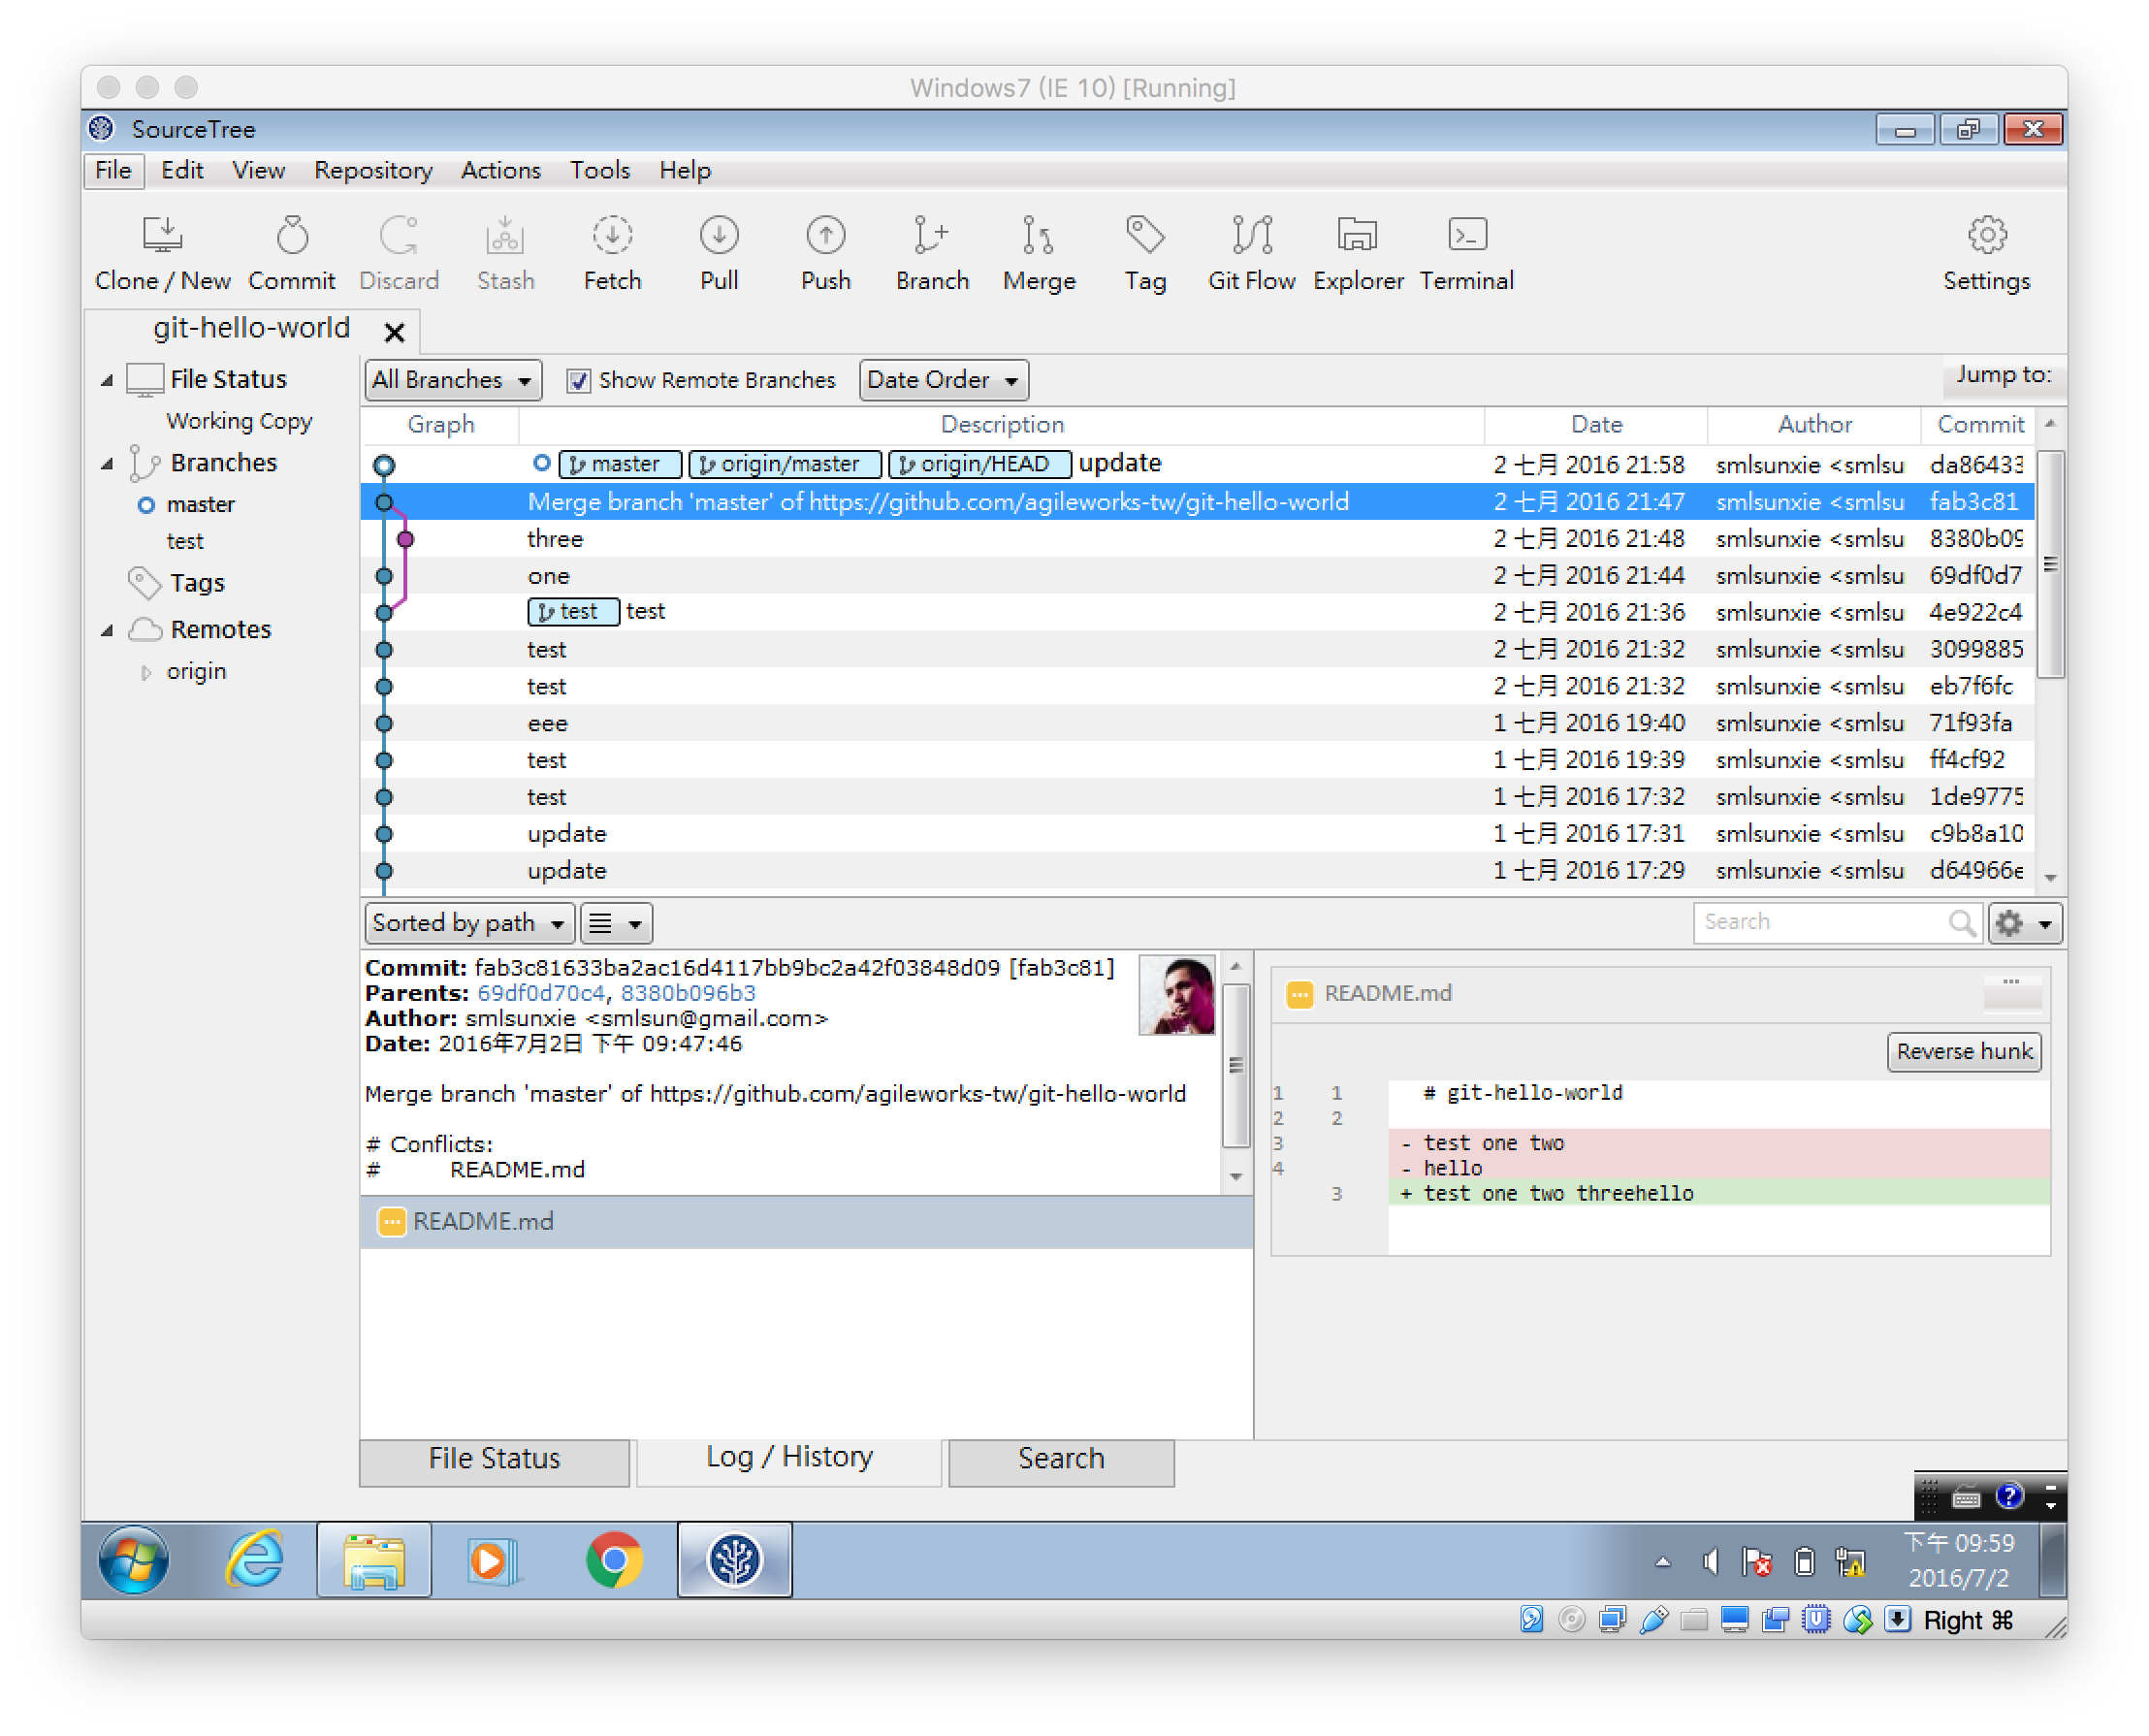 Windows7 (IE 10) [Running]
SourceTree
File Edit View Repository Actions Tools Help
Clone / New Commit Discard Stash Fetch Pull Push Branch Merge Tag Git Flow Explorer Terminal Settings
git-hello-world
File Status
Working Copy
Branches
master
test
Tags
Remotes
origin
All Branches Show Remote Branches Date Order Jump to:
Graph Description Date Author Commit
master origin/master origin/HEAD update 2 七月 2016 21:58 smlsunxie <smlsu da86433
Merge branch 'master' of https://github.com/agileworks-tw/git-hello-world 2 七月 2016 21:47 smlsunxie <smlsu fab3c81
three 2 七月 2016 21:48 smlsunxie <smlsu 8380b09
one 2 七月 2016 21:44 smlsunxie <smlsu 69df0d7
test test 2 七月 2016 21:36 smlsunxie <smlsu 4e922c4
test 2 七月 2016 21:32 smlsunxie <smlsu 3099885
test 2 七月 2016 21:32 smlsunxie <smlsu eb7f6fc
eee 1 七月 2016 19:40 smlsunxie <smlsu 71f93fa
test 1 七月 2016 19:39 smlsunxie <smlsu ff4cf92
test 1 七月 2016 17:32 smlsunxie <smlsu 1de9775
update 1 七月 2016 17:31 smlsunxie <smlsu c9b8a10
update 1 七月 2016 17:29 smlsunxie <smlsu d64966e
Sorted by path Search
Commit: fab3c81633ba2ac16d4117bb9bc2a42f03848d09 [fab3c81]
Parents: 69df0d70c4, 8380b096b3
Author: smlsunxie <smlsun@gmail.com>
Date: 2016年7月2日 下午 09:47:46
Merge branch 'master' of https://github.com/agileworks-tw/git-hello-world
# Conflicts:
# README.md
README.md
README.md
Reverse hunk
1 1 # git-hello-world
2 2
3 - test one two
4 - hello
3 + test one two threehello
File Status Log / History Search
下午 09:59
2016/7/2
Right ⌘